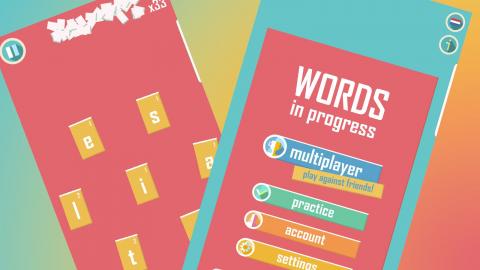 x33
e
s
l
i
a
t
WORDS
in progress
multiplayer
play against friends!
practice
account
settings